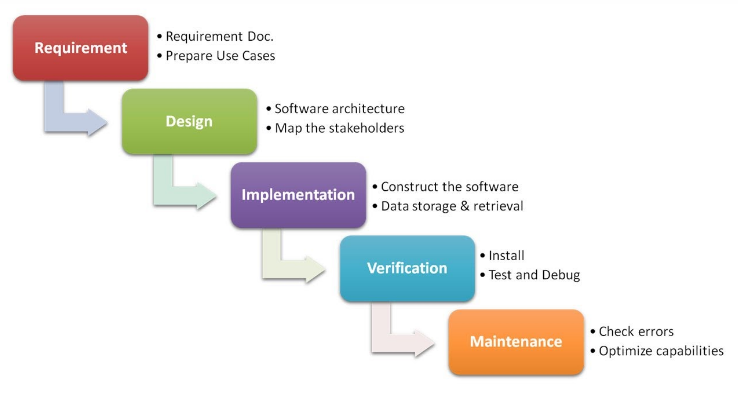 Requirement
• Requirement Doc.
• Prepare Use Cases
Design
• Software architecture
• Map the stakeholders
Implementation
• Construct the software
• Data storage & retrieval
Verification
• Install
• Test and Debug
Maintenance
• Check errors
• Optimize capabilities